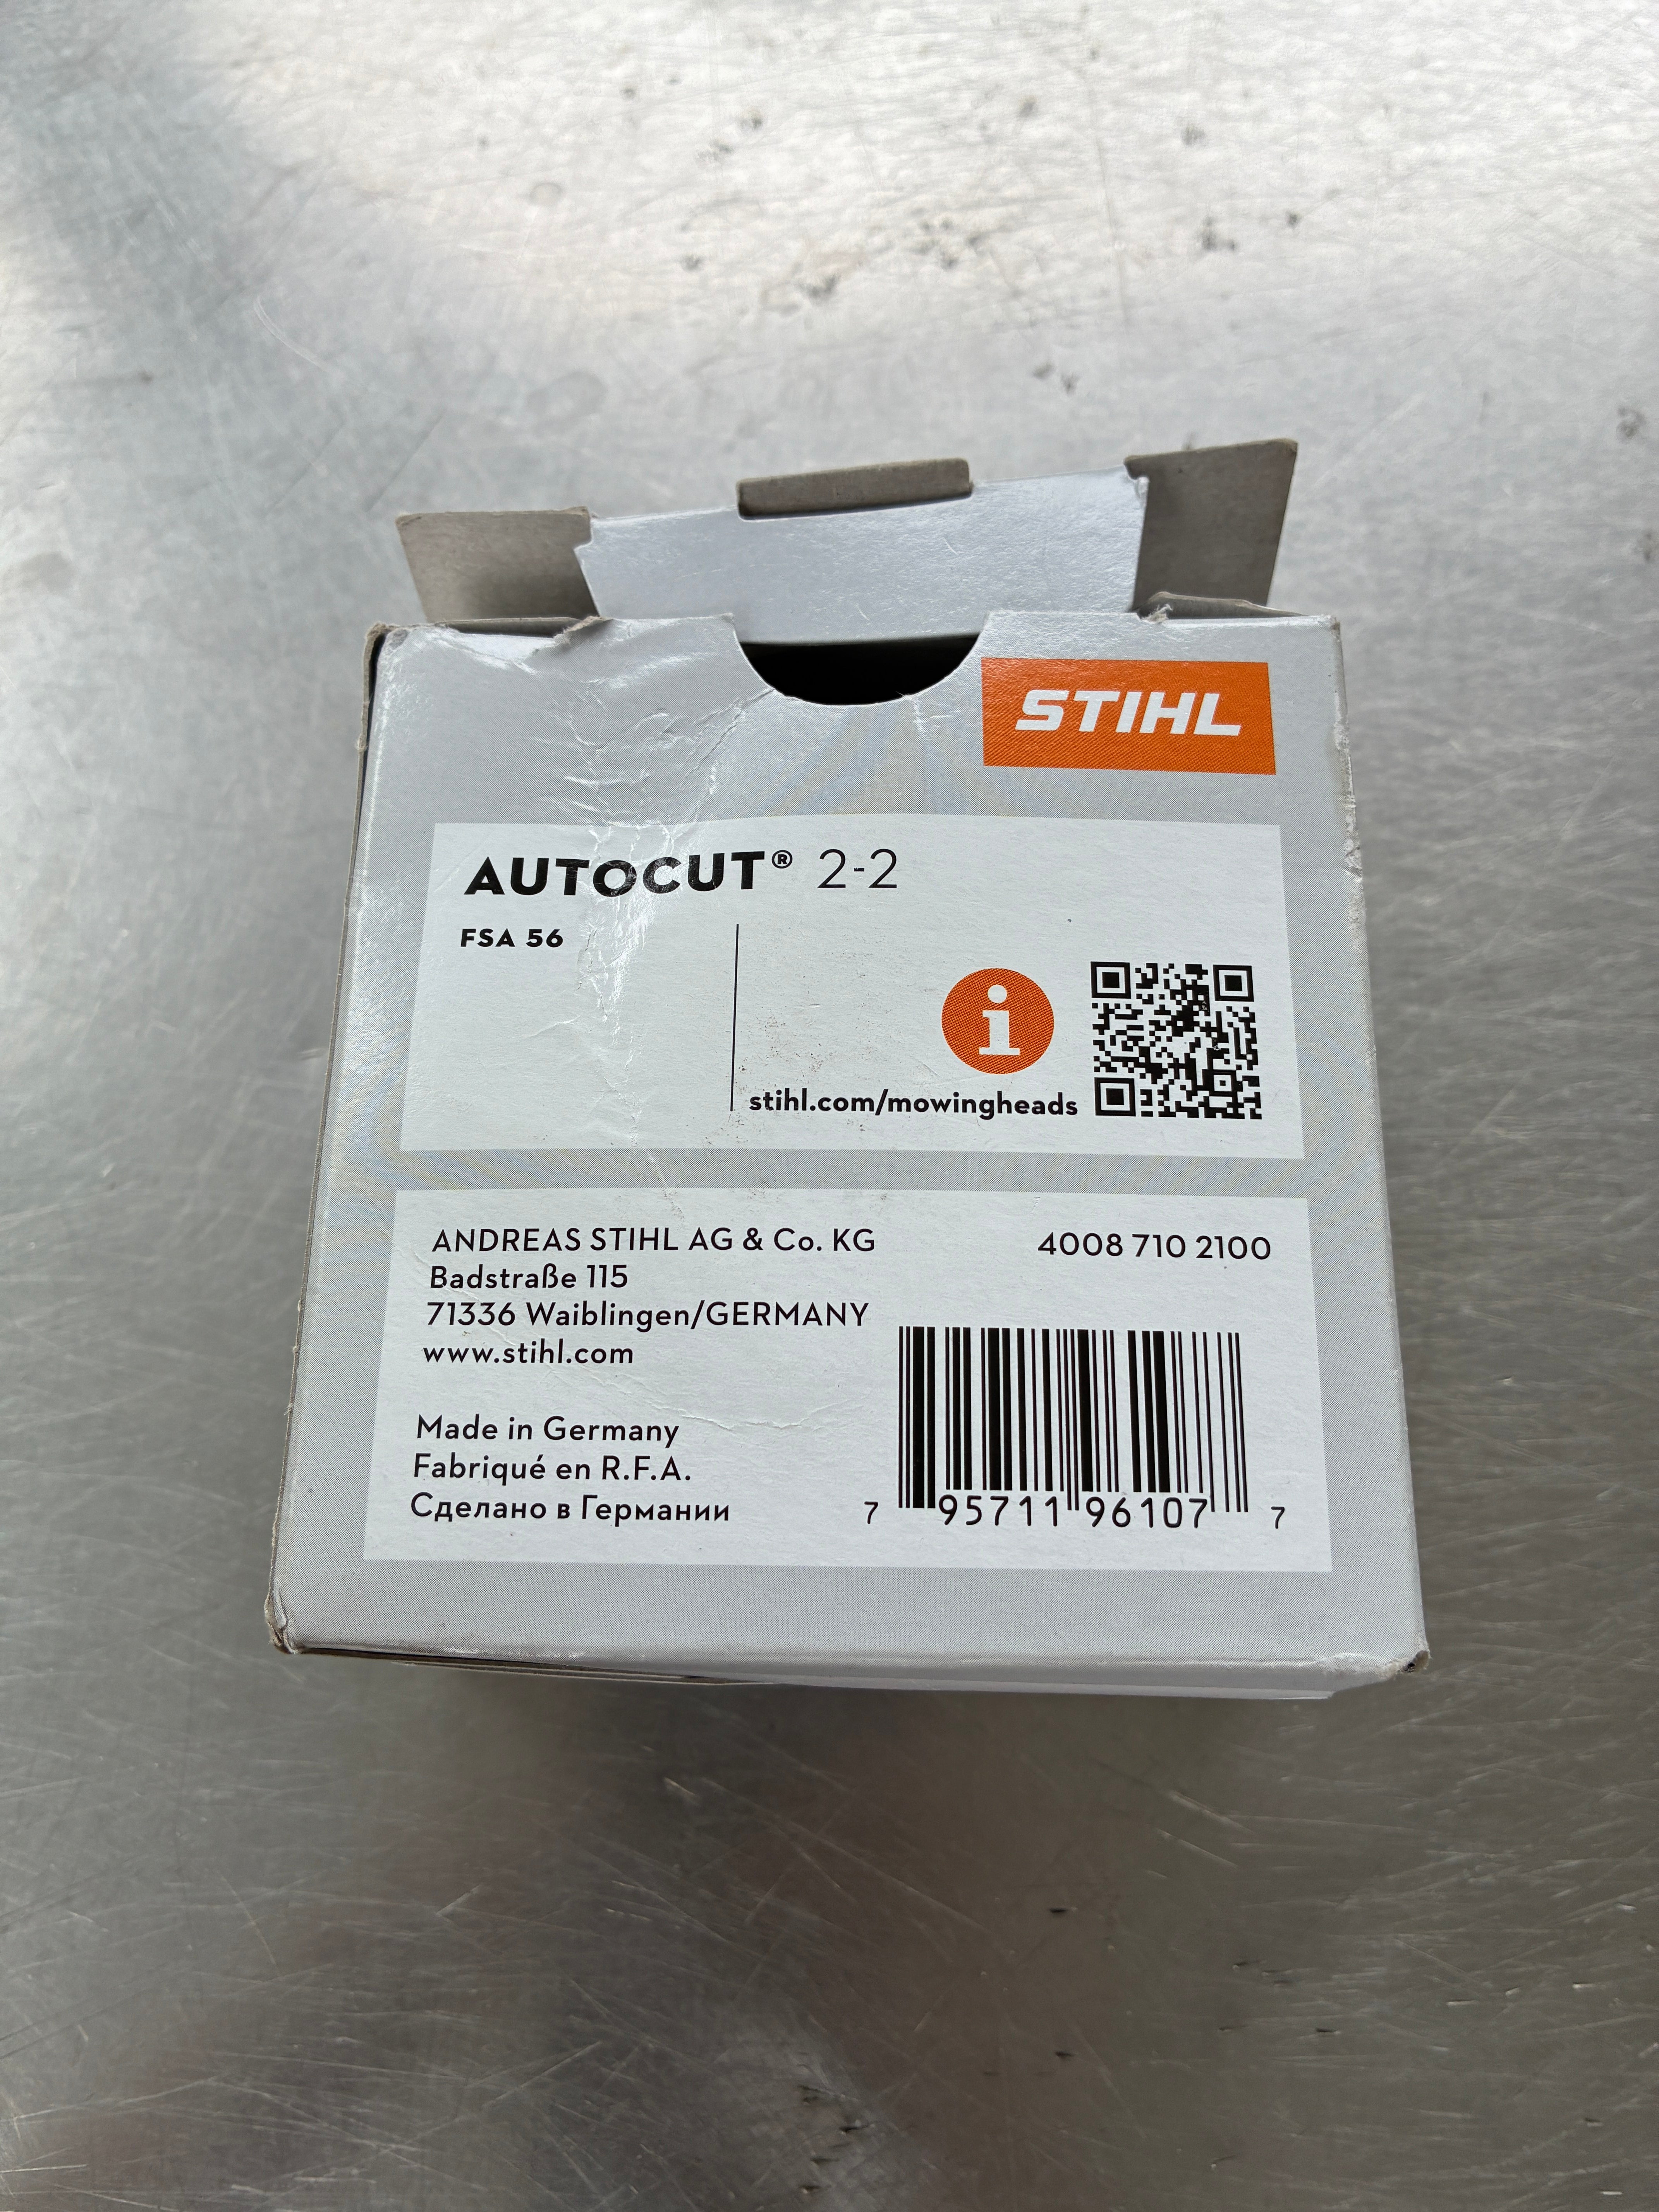 STIHL
AUTOCUT® 2-2
FSA 56
i
stihl.com/mowingheads
ANDREAS STIHL AG & Co. KG
Badstraße 115
71336 Waiblingen/GERMANY
www.stihl.com
4008 710 2100
Made in Germany
Fabriqué en R.F.A.
Сделано в Германии
7 95711 96107 7